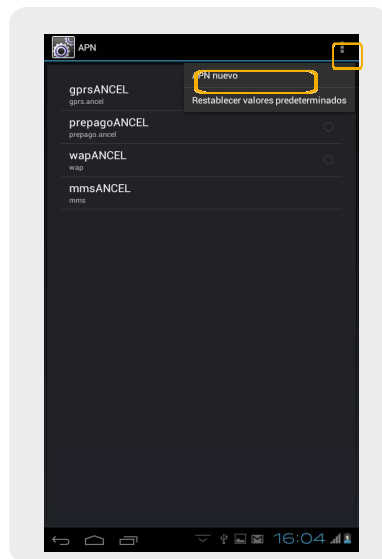 APN
APN nuevo
Restablecer valores predeterminados
gprsANCEL
gprs.ancel
prepagoANCEL
prepago.ancel
wapANCEL
wap
mmsANCEL
mms
16:04